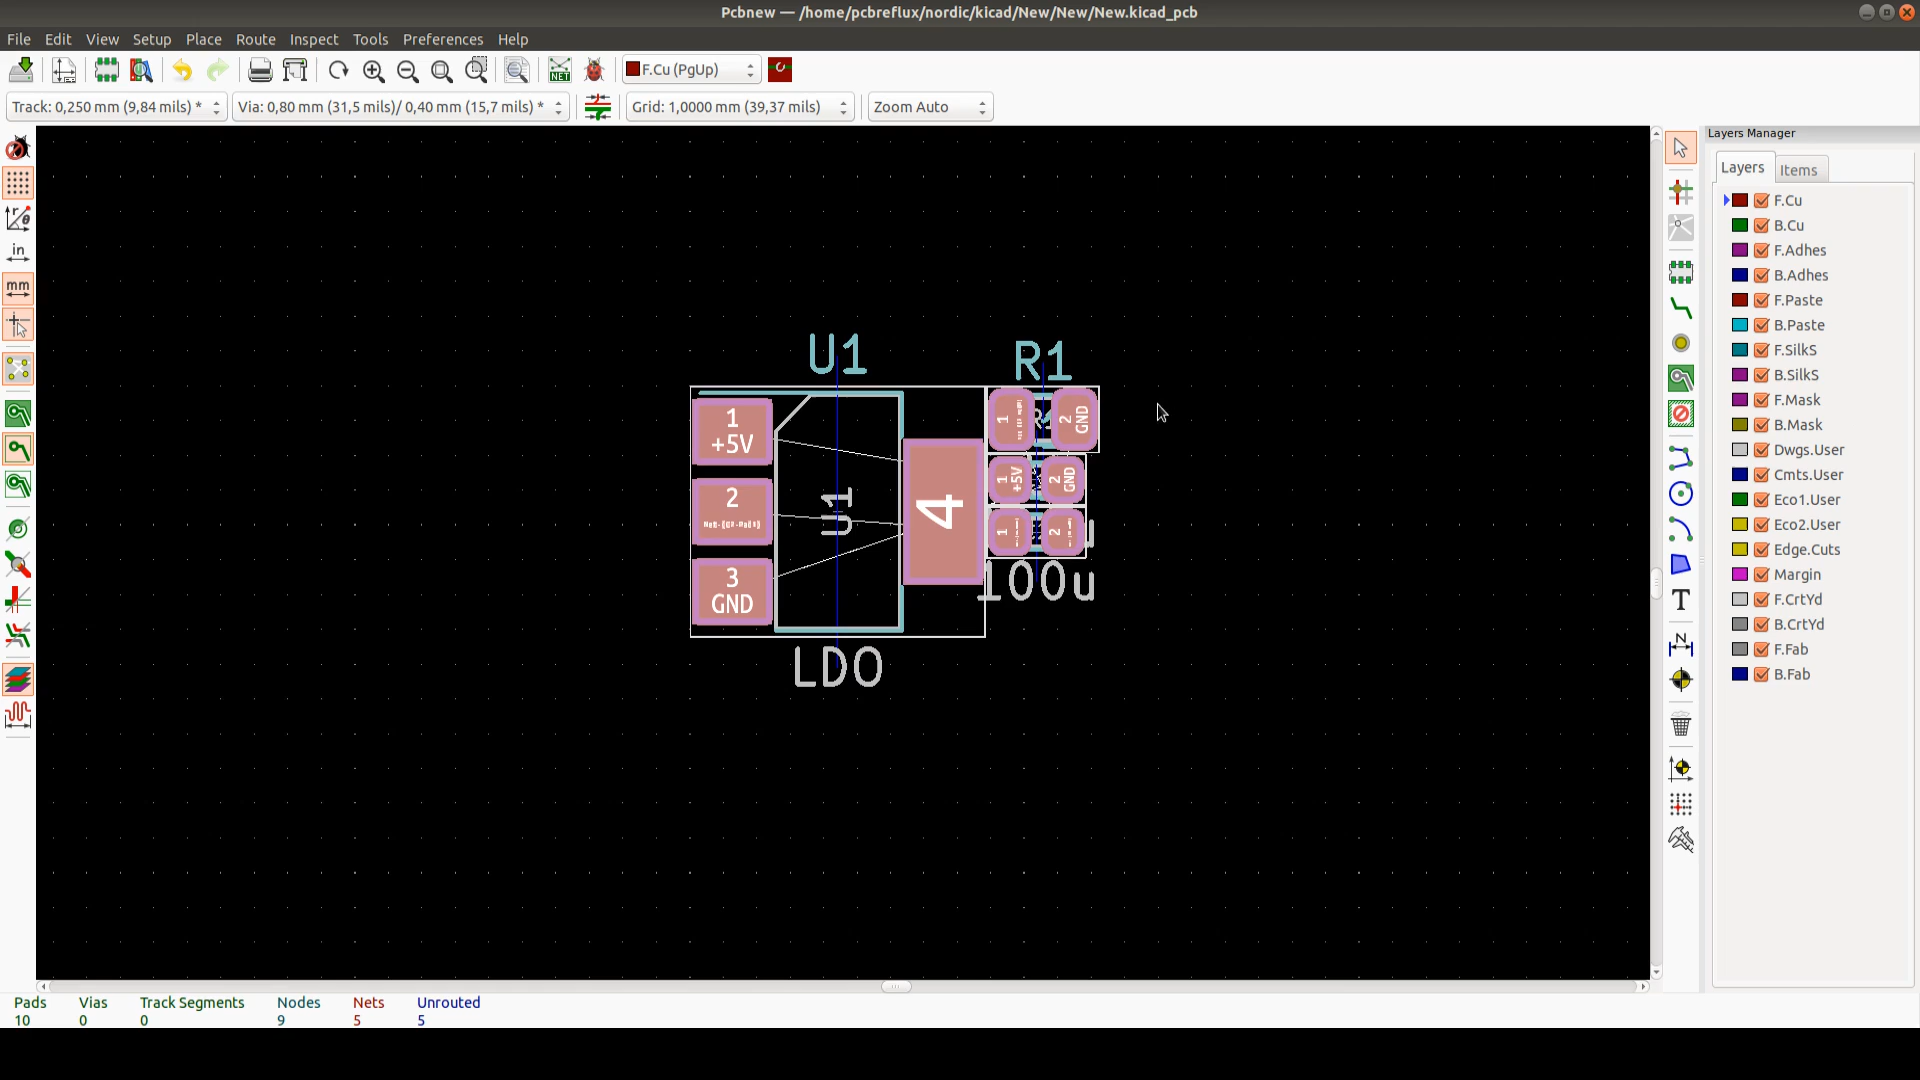 Pcbnew — /home/pcbreflux/nordic/kicad/New/New/New.kicad_pcb
File Edit View Setup Place Route Inspect Tools Preferences Help
NET F.Cu (PgUp)
Track: 0,250 mm (9,84 mils) * Via: 0,80 mm (31,5 mils)/ 0,40 mm (15,7 mils) * Grid: 1,0000 mm (39,37 mils) Zoom Auto
in
mm
U1 R1
1
+5V
2
3
GND
U1
4
1 2 GND
1 +5V 2 GND
1 2
100u
LDO
T
N
Layers Manager
Layers Items
F.Cu
B.Cu
F.Adhes
B.Adhes
F.Paste
B.Paste
F.SilkS
B.SilkS
F.Mask
B.Mask
Dwgs.User
Cmts.User
Eco1.User
Eco2.User
Edge.Cuts
Margin
F.CrtYd
B.CrtYd
F.Fab
B.Fab
Pads Vias Track Segments Nodes Nets Unrouted
10 0 0 9 5 5